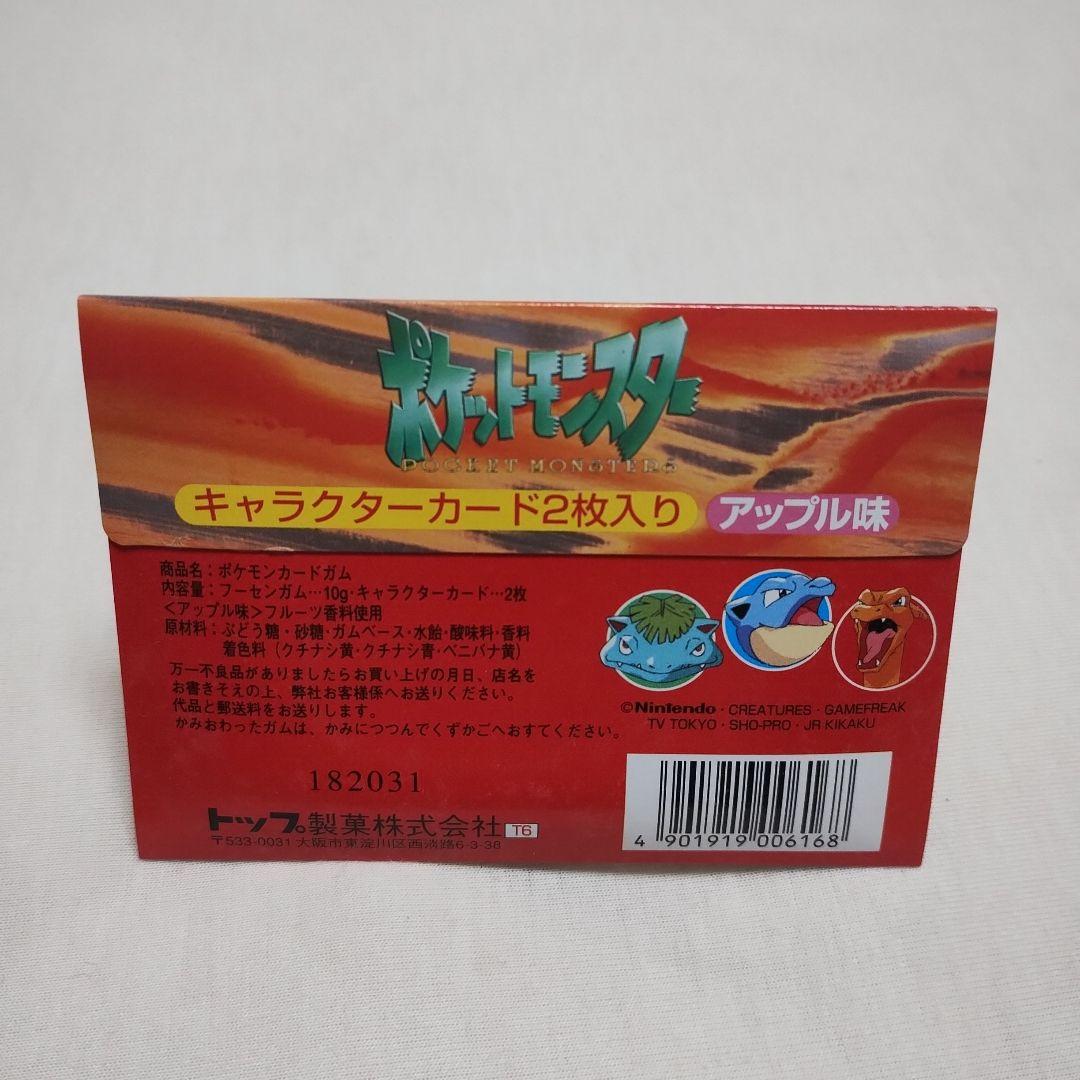 ポケットモンスター
POCKET MONSTERS
キャラクターカード2枚入り アップル味
商品名：ポケモンカードガム
内容量：フーセンガム…10g・キャラクターカード…2枚
＜アップル味＞フルーツ香料使用
原材料：ぶどう糖・砂糖・ガムベース・水飴・酸味料・香料
着色料（クチナシ黄・クチナシ青・ベニバナ黄）
万一不良品がありましたらお買い上げの月日、店名を
お書きそえの上、弊社お客様係へお送りください。
代品と郵送料をお送りします。
かみおわったガムは、かみにつつんでくずかごへおすてください。
©Nintendo・CREATURES・GAMEFREAK
TV TOKYO・SHO-PRO・JR KIKAKU
182031
トップ製菓株式会社 T6
〒533-0031 大阪市東淀川区西淡路6-3-38
4 901919 006168